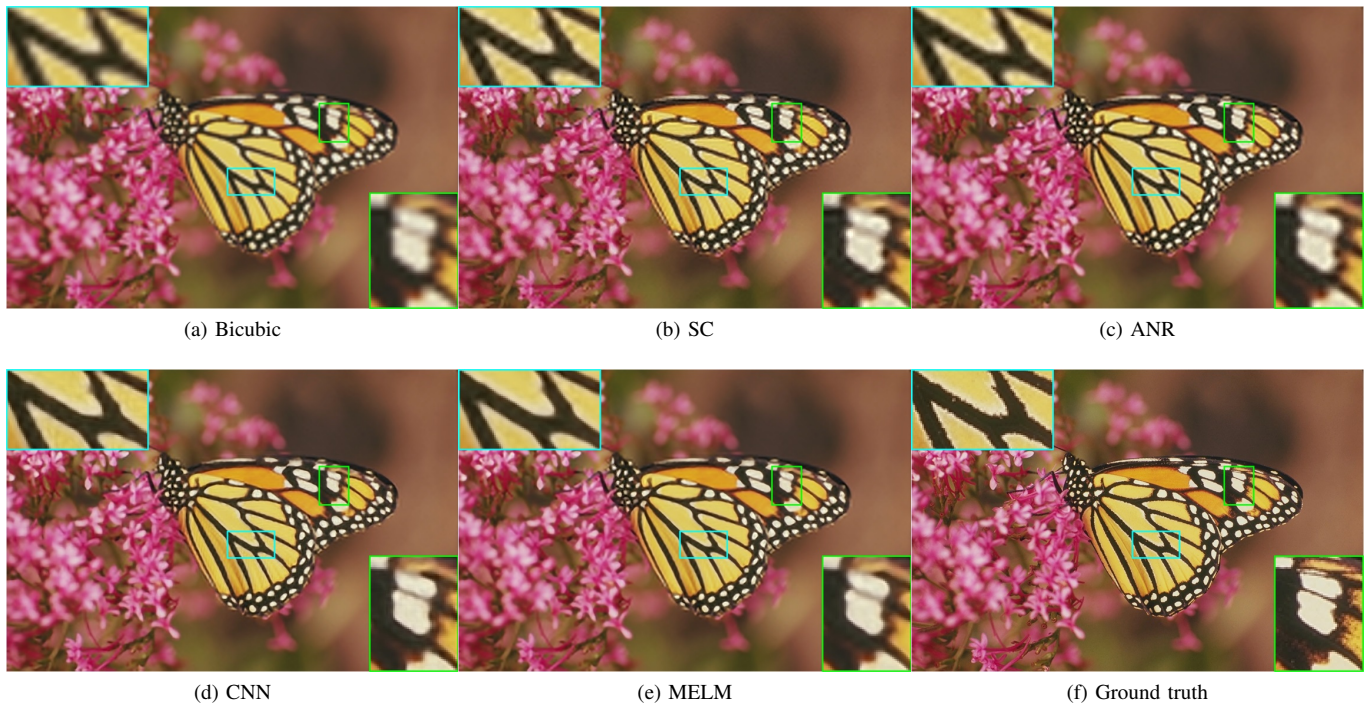 (a) Bicubic
(b) SC
(c) ANR
(d) CNN
(e) MELM
(f) Ground truth